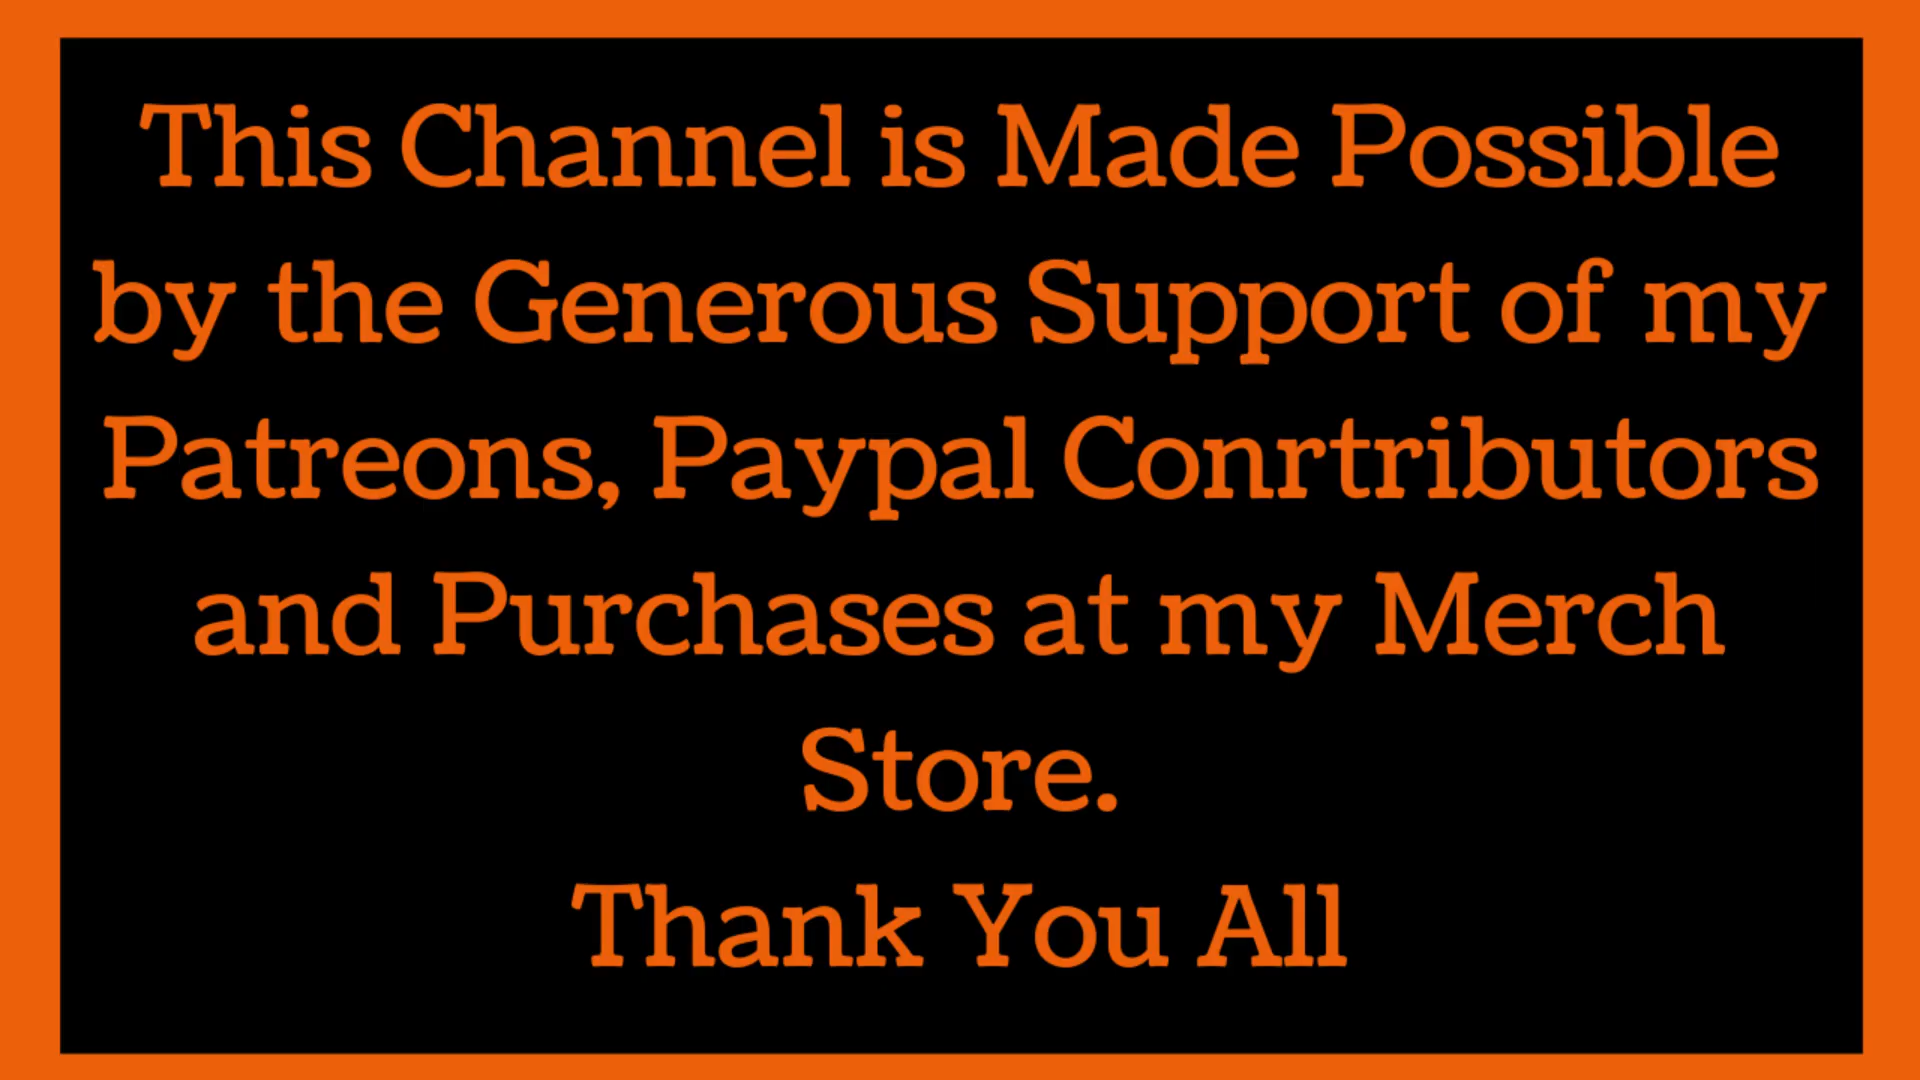 This Channel is Made Possible
by the Generous Support of my
Patreons, Paypal Conrtributors
and Purchases at my Merch
Store.
Thank You All